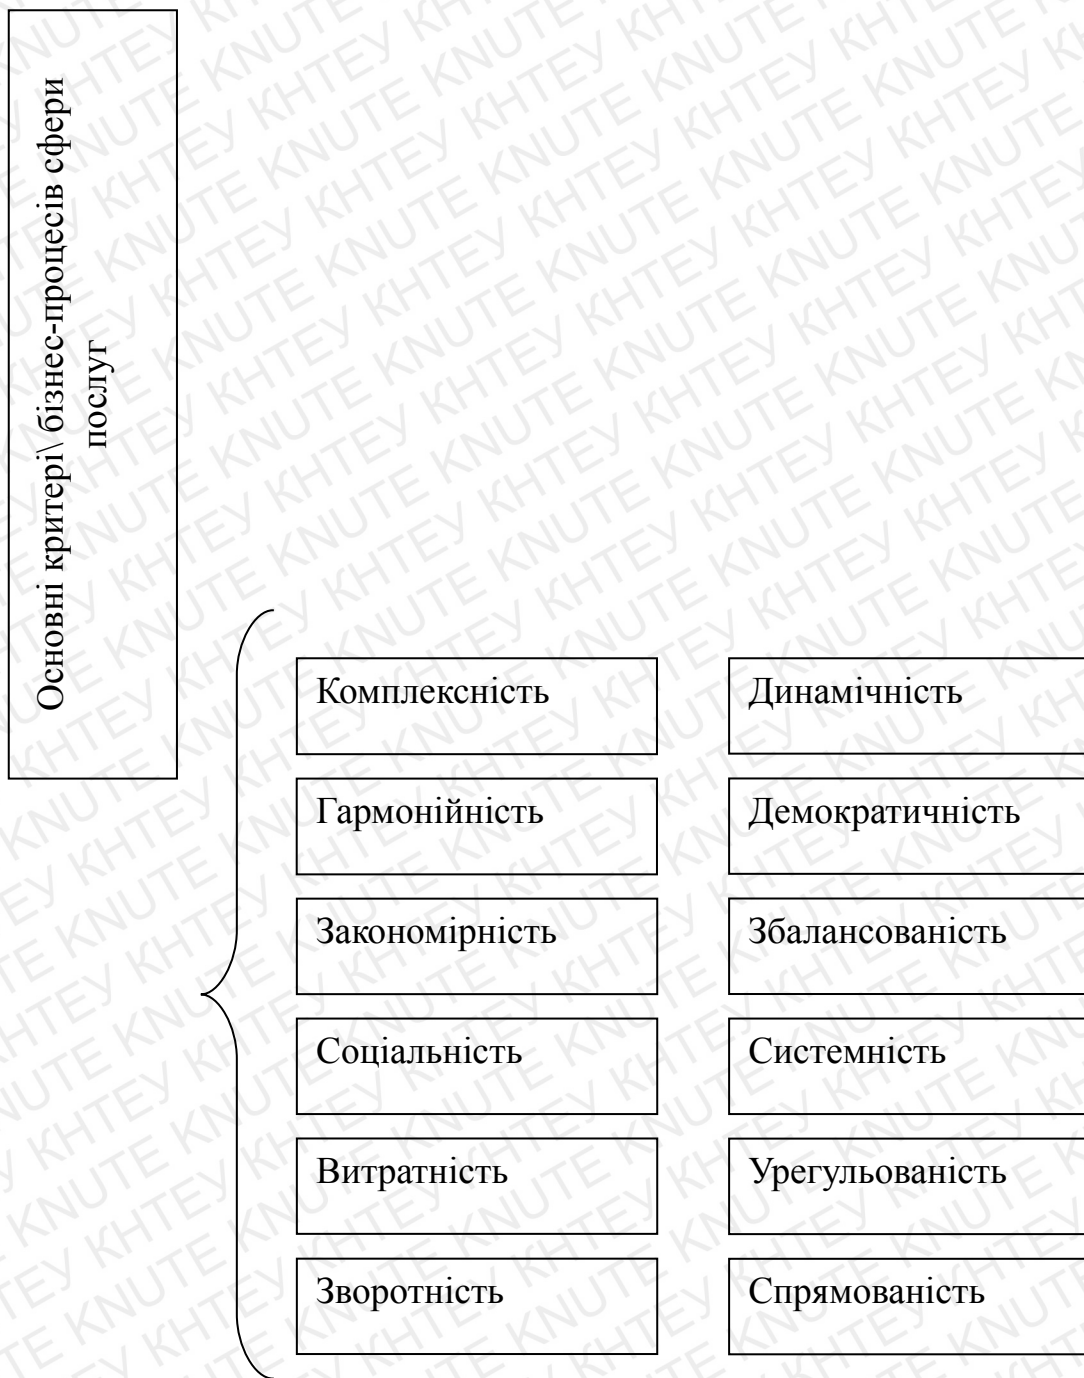 Основні критері\ бізнес-процесів сфери
послуг
Комплексність
Динамічність
Гармонійність
Демократичність
Закономірність
Збалансованість
Соціальність
Системність
Витратність
Урегульованість
Зворотність
Спрямованість